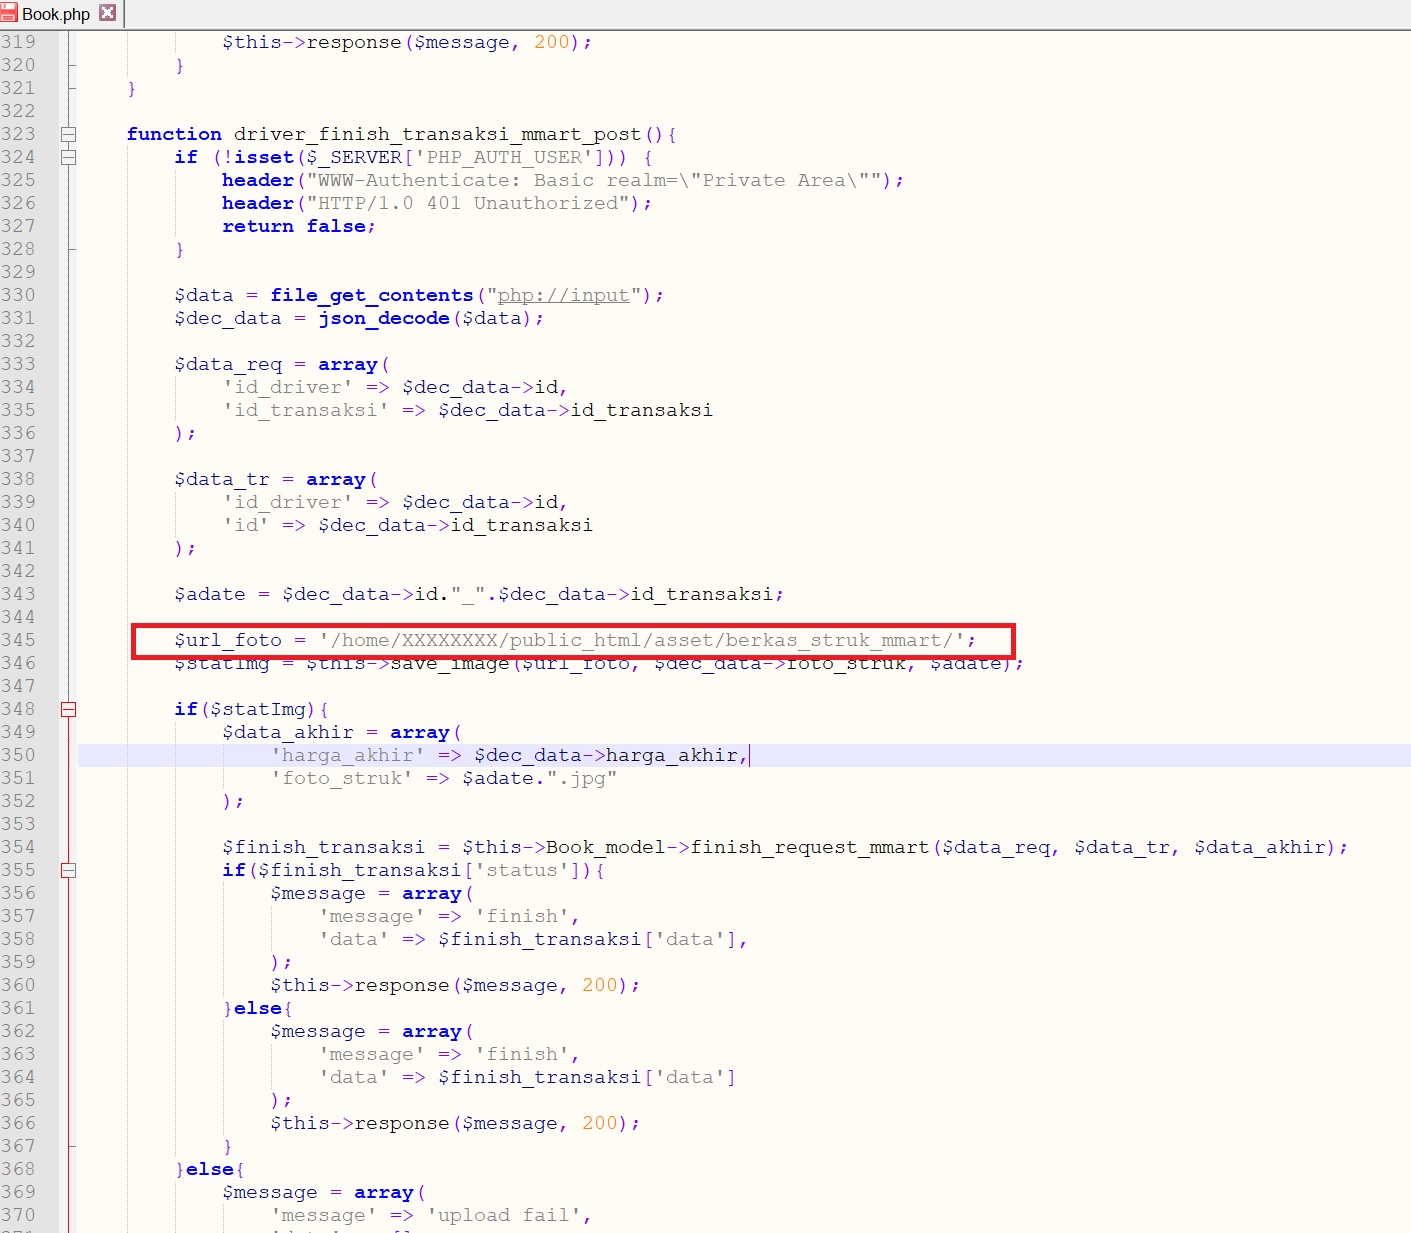 Book.php
319 $this->response($message, 200);
320 }
321 }
322
323 function driver_finish_transaksi_mmart_post(){
324 if (!isset($_SERVER['PHP_AUTH_USER'])) {
325 header("WWW-Authenticate: Basic realm=\"Private Area\"");
326 header("HTTP/1.0 401 Unauthorized");
327 return false;
328 }
329
330 $data = file_get_contents("php://input");
331 $dec_data = json_decode($data);
332
333 $data_req = array(
334 'id_driver' => $dec_data->id,
335 'id_transaksi' => $dec_data->id_transaksi
336 );
337
338 $data_tr = array(
339 'id_driver' => $dec_data->id,
340 'id' => $dec_data->id_transaksi
341 );
342
343 $adate = $dec_data->id."_".$dec_data->id_transaksi;
344
345 $url_foto = '/home/XXXXXXXX/public_html/asset/berkas_struk_mmart/';
346 $statImg = $this->save_image($url_foto, $dec_data->foto_struk, $adate);
347
348 if($statImg){
349 $data_akhir = array(
350 'harga_akhir' => $dec_data->harga_akhir,
351 'foto_struk' => $adate.".jpg"
352 );
353
354 $finish_transaksi = $this->Book_model->finish_request_mmart($data_req, $data_tr, $data_akhir);
355 if($finish_transaksi['status']){
356 $message = array(
357 'message' => 'finish',
358 'data' => $finish_transaksi['data'],
359 );
360 $this->response($message, 200);
361 }else{
362 $message = array(
363 'message' => 'finish',
364 'data' => $finish_transaksi['data']
365 );
366 $this->response($message, 200);
367 }
368 }else{
369 $message = array(
370 'message' => 'upload fail',